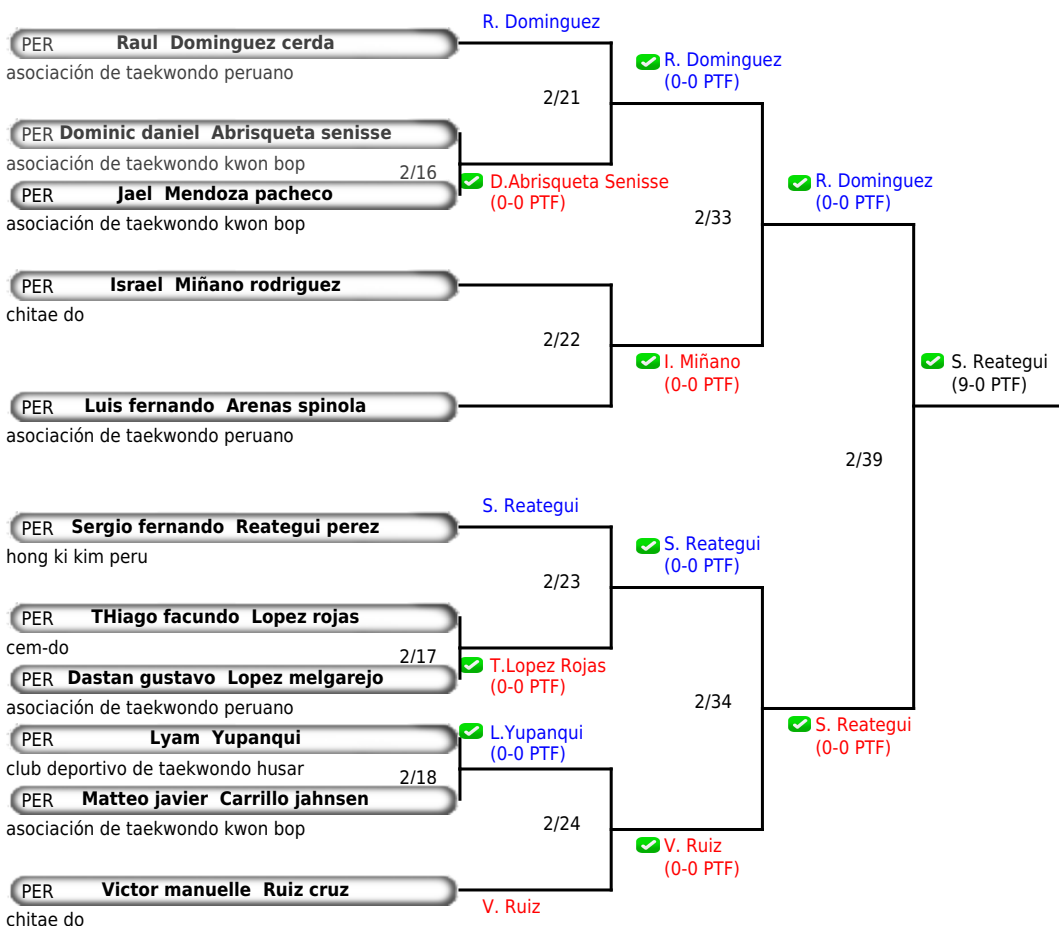 R. Dominguez
PER Raul Dominguez cerda
asociación de taekwondo peruano
R. Dominguez
(0-0 PTF)
2/21
PER Dominic daniel Abrisqueta senisse
asociación de taekwondo kwon bop
2/16
D.Abrisqueta Senisse
(0-0 PTF)
PER Jael Mendoza pacheco
asociación de taekwondo kwon bop
R. Dominguez
(0-0 PTF)
2/33
PER Israel Miñano rodriguez
chitae do
2/22
I. Miñano
(0-0 PTF)
S. Reategui
(9-0 PTF)
PER Luis fernando Arenas spinola
asociación de taekwondo peruano
2/39
S. Reategui
PER Sergio fernando Reategui perez
hong ki kim peru
S. Reategui
(0-0 PTF)
2/23
PER THiago facundo Lopez rojas
cem-do
2/17
T.Lopez Rojas
(0-0 PTF)
PER Dastan gustavo Lopez melgarejo
asociación de taekwondo peruano
2/34
S. Reategui
(0-0 PTF)
PER Lyam Yupanqui
L.Yupanqui
(0-0 PTF)
club deportivo de taekwondo husar
2/18
PER Matteo javier Carrillo jahnsen
asociación de taekwondo kwon bop
2/24
V. Ruiz
(0-0 PTF)
PER Victor manuelle Ruiz cruz
V. Ruiz
chitae do